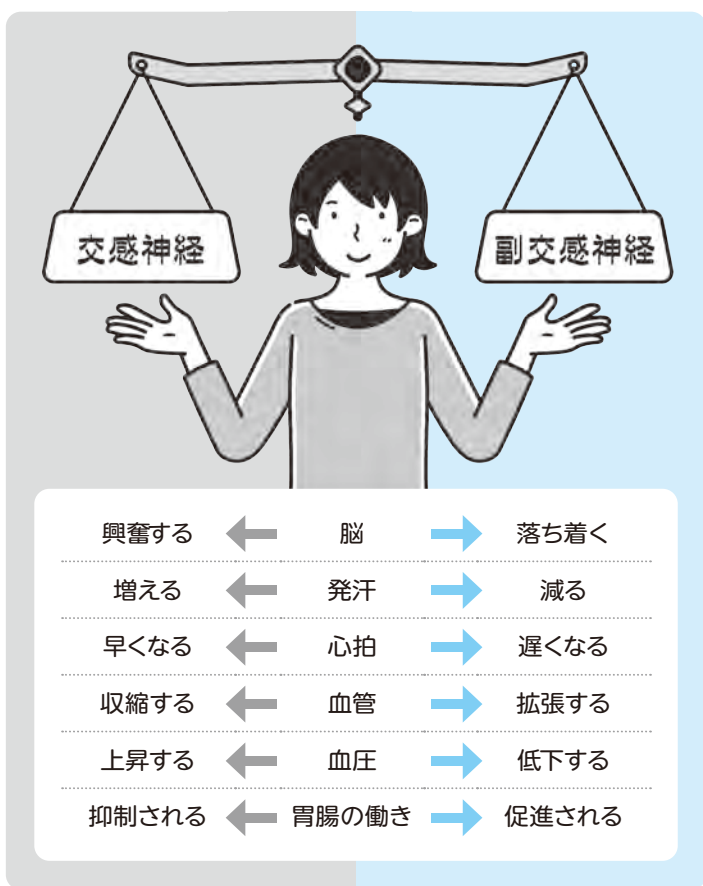 交感神経
副交感神経
興奮する 脳 落ち着く
増える 発汗 減る
早くなる 心拍 遅くなる
収縮する 血管 拡張する
上昇する 血圧 低下する
抑制される 胃腸の働き 促進される